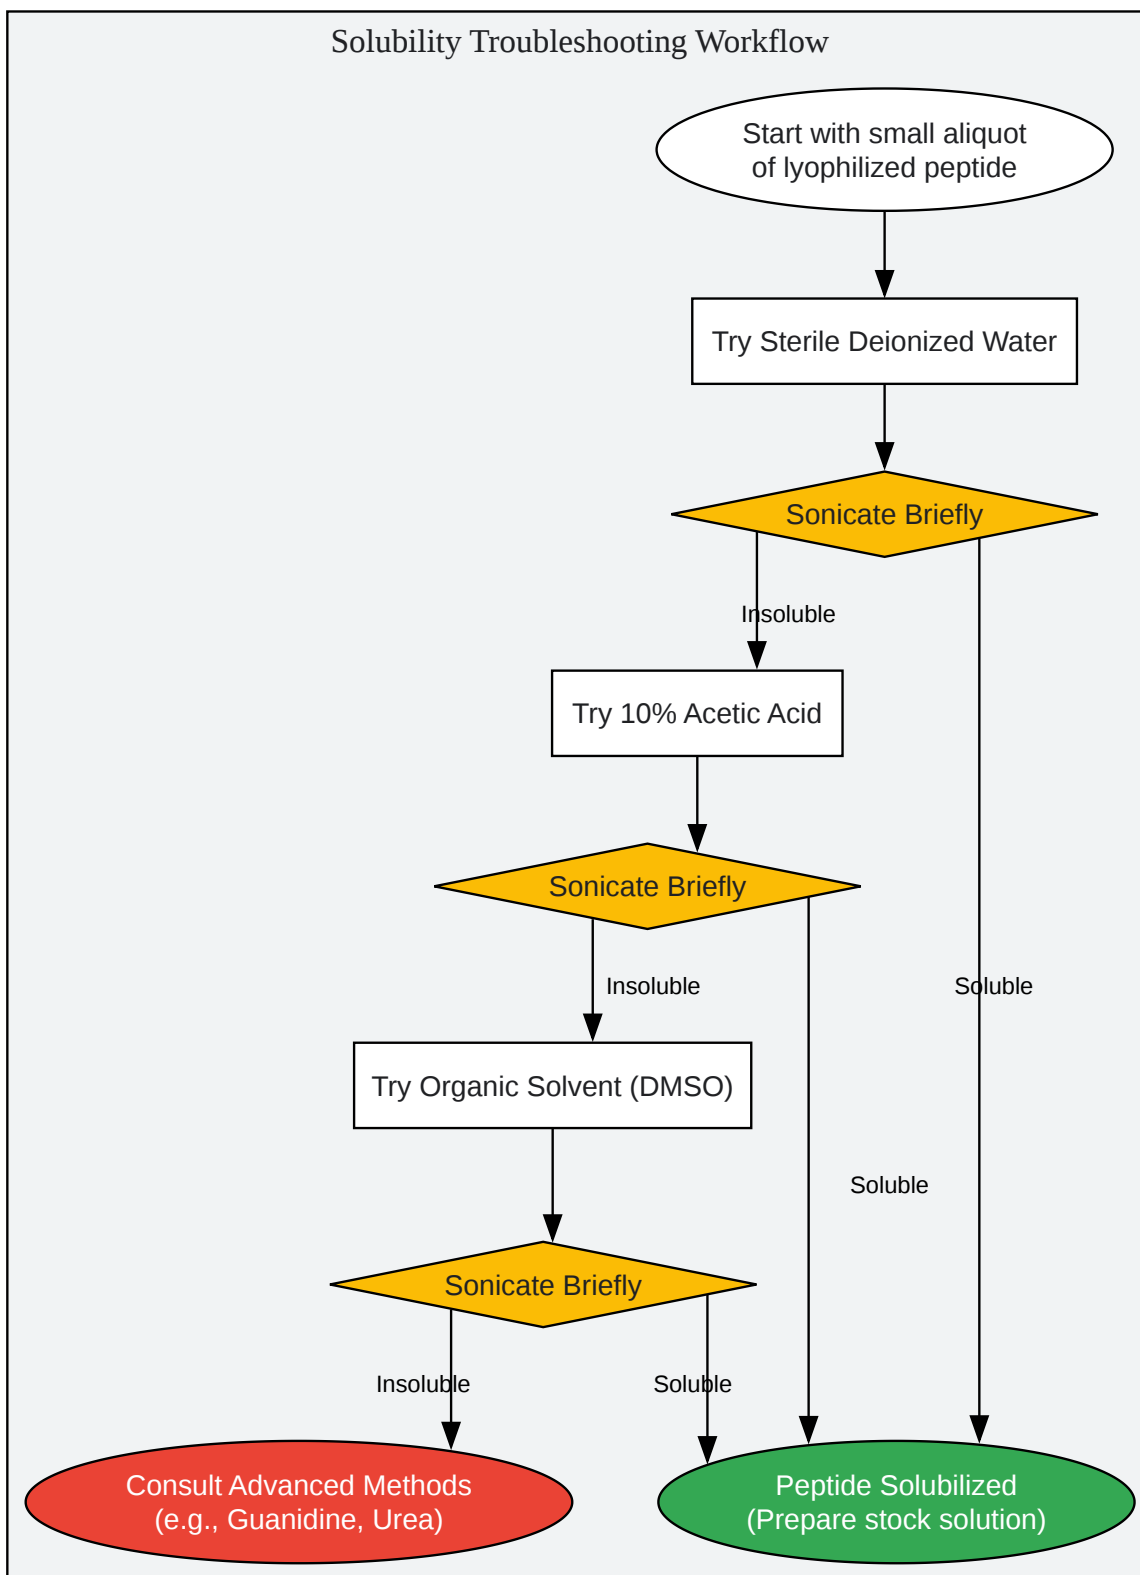 Solubility Troubleshooting Workflow
Start with small aliquot
of lyophilized peptide
Try Sterile Deionized Water
Sonicate Briefly
Insoluble
Try 10% Acetic Acid
Sonicate Briefly
Insoluble
Soluble
Try Organic Solvent (DMSO)
Soluble
Sonicate Briefly
Insoluble
Soluble
Consult Advanced Methods
(e.g., Guanidine, Urea)
Peptide Solubilized
(Prepare stock solution)